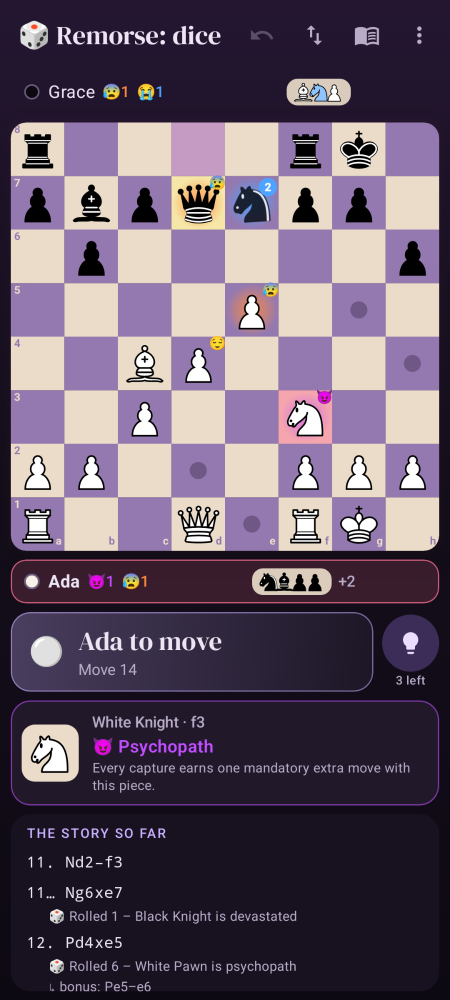 Remorse: dice
Grace 1 1
8
7
2
6
5
4
3
2
1
a b c d e f g h
Ada 1 1
+2
Ada to move
Move 14
3 left
White Knight · f3
Psychopath
Every capture earns one mandatory extra move with
this piece.
THE STORY SO FAR
11. Nd2–f3
11… Ng6xe7
Rolled 1 – Black Knight is devastated
12. Pd4xe5
Rolled 6 – White Pawn is psychopath
↳ bonus: Pe5–e6